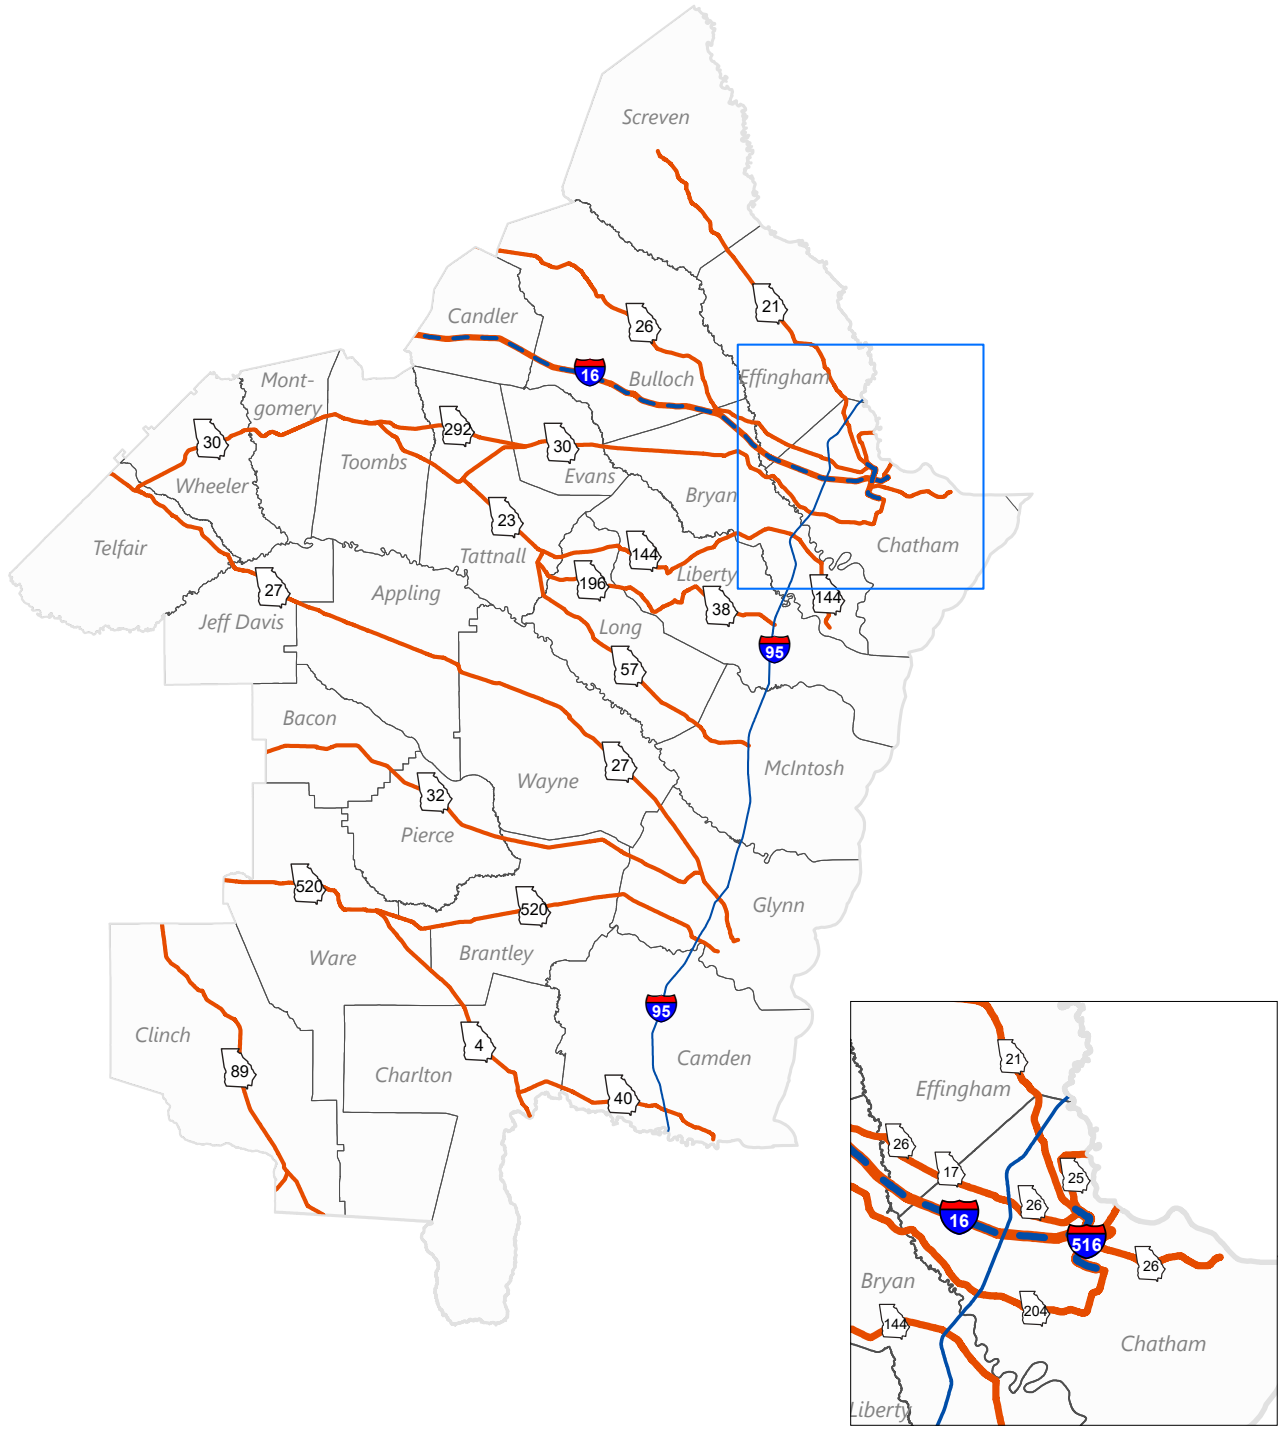 Screven
21
Candler
26
16
Bulloch
Effingham
Mont-
gomery
292
30
30
Toombs
Evans
Wheeler
Bryan
23
Telfair
Tattnall
144
Chatham
Liberty
196
27
Appling
144
38
Jeff Davis
Long
95
57
Bacon
27
McIntosh
Wayne
32
Pierce
520
520
Glynn
Ware
Brantley
95
Clinch
4
Camden
89
Charlton
40
21
Effingham
26
17
25
26
16
516
26
Bryan
204
144
Chatham
Liberty